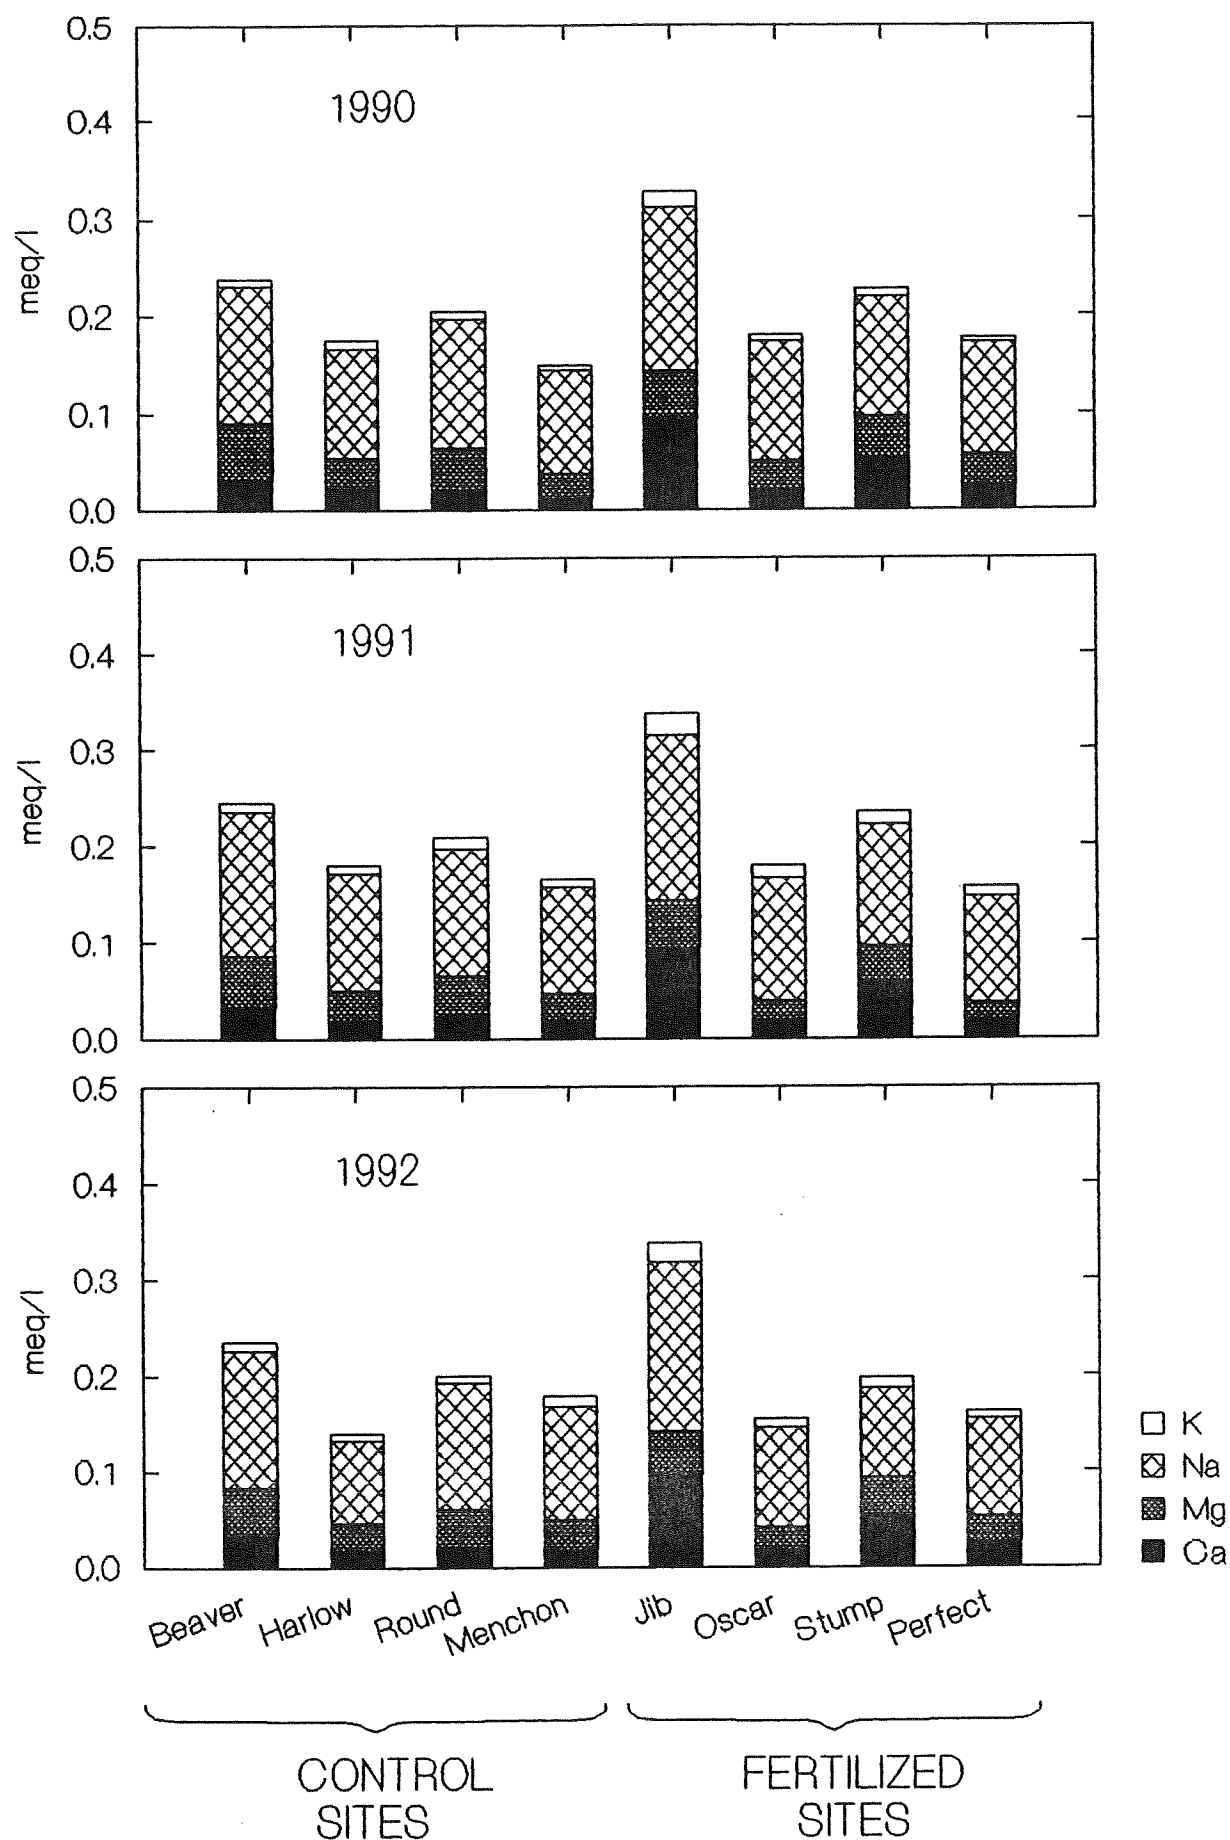 0.5
1990
0.4
0.3
meq/l
0.2
0.1
0.0
0.5
1991
0.4
0.3
meq/l
0.2
0.1
0.0
0.5
1992
0.4
0.3
meq/l
0.2
0.1
0.0
K
Na
Mg
Ca
Beaver
Harlow
Round
Menchon
Jib
Oscar
Stump
Perfect
CONTROL
SITES
FERTILIZED
SITES